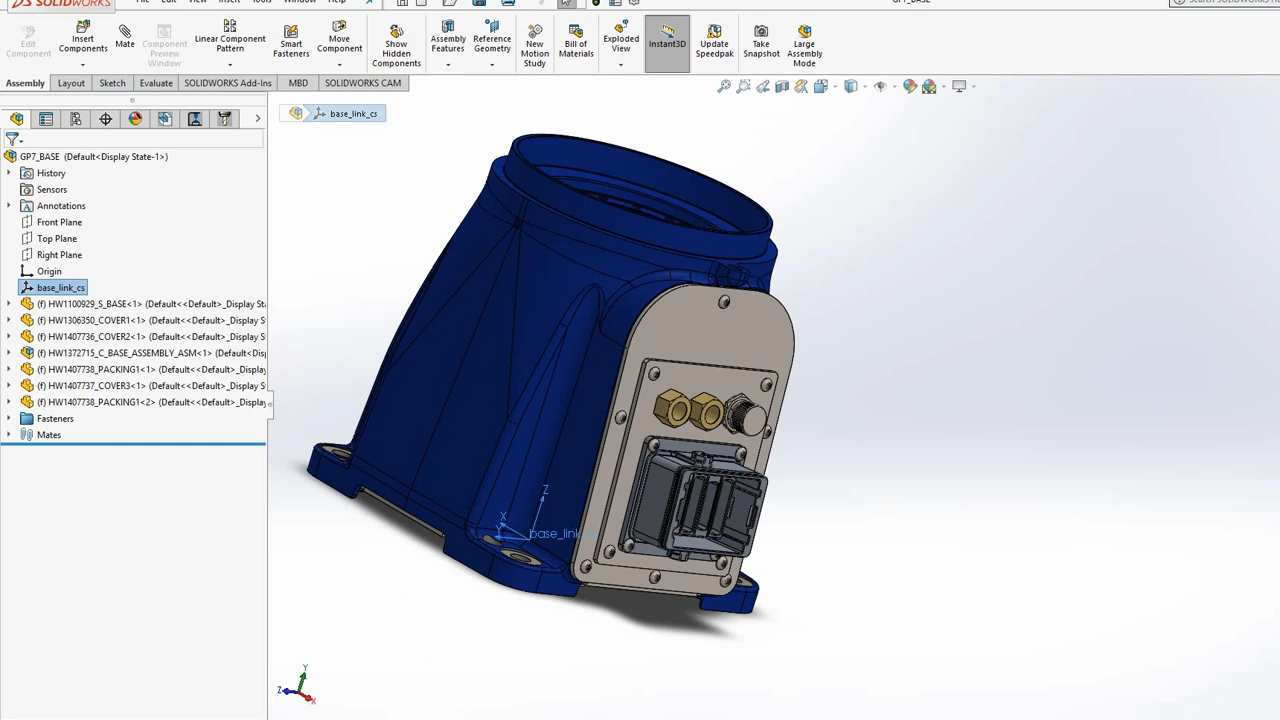 SOLIDWORKS
GP7_BASE
Edit Component
Insert Components
Mate
Component Preview Window
Linear Component Pattern
Smart Fasteners
Move Component
Show Hidden Components
Assembly Features
Reference Geometry
New Motion Study
Bill of Materials
Exploded View
Instant3D
Update Speedpak
Take Snapshot
Large Assembly Mode
Assembly
Layout
Sketch
Evaluate
SOLIDWORKS Add-Ins
MBD
SOLIDWORKS CAM
base_link_cs
GP7_BASE (Default<Display State-1>)
History
Sensors
Annotations
Front Plane
Top Plane
Right Plane
Origin
base_link_cs
(f) HW1100929_S_BASE<1> (Default<<Default>_Display Sta
(f) HW1306350_COVER1<1> (Default<<Default>_Display S
(f) HW1407736_COVER2<1> (Default<<Default>_Display S
(f) HW1372715_C_BASE_ASSEMBLY_ASM<1> (Default<Disp
(f) HW1407738_PACKING1<1> (Default<<Default>_Display
(f) HW1407737_COVER3<1> (Default<<Default>_Display S
(f) HW1407738_PACKING1<2> (Default<<Default>_Display
Fasteners
Mates
Z
X
Y
base_link
Y
Z
X